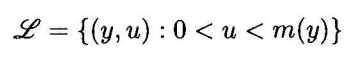 ℒ = {(y, u) : 0 < u < m(y)}